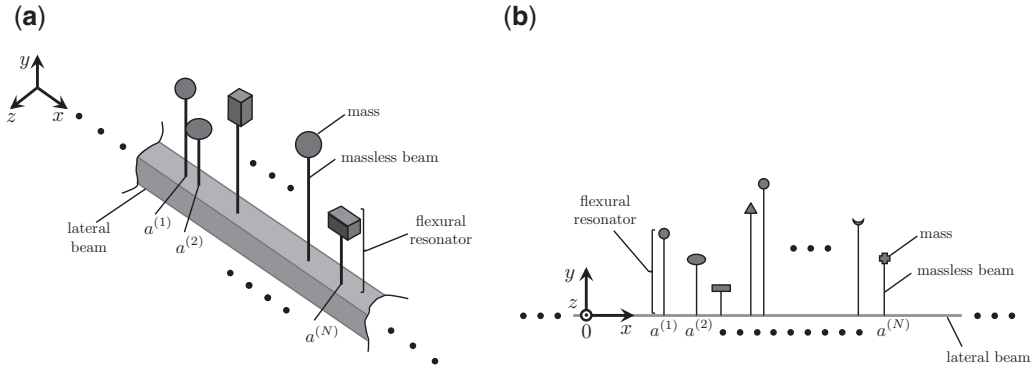 (a)
y
z
x
mass
massless beam
flexural
resonator
lateral
beam
a^{(1)}
a^{(2)}
a^{(N)}
(b)
flexural
resonator
mass
massless beam
y
z
0
x
a^{(1)}
a^{(2)}
a^{(N)}
lateral beam